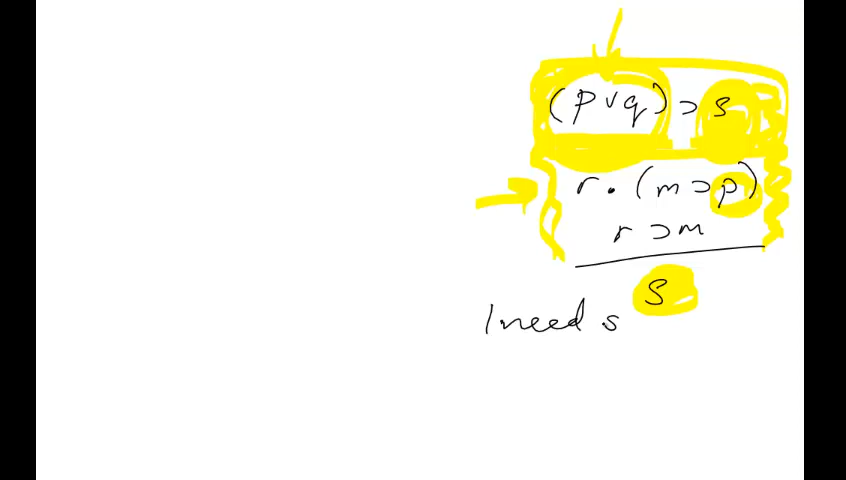 (p ∨ q) ⊃ s
r • (m ⊃ p)
r ⊃ m
s
I need s